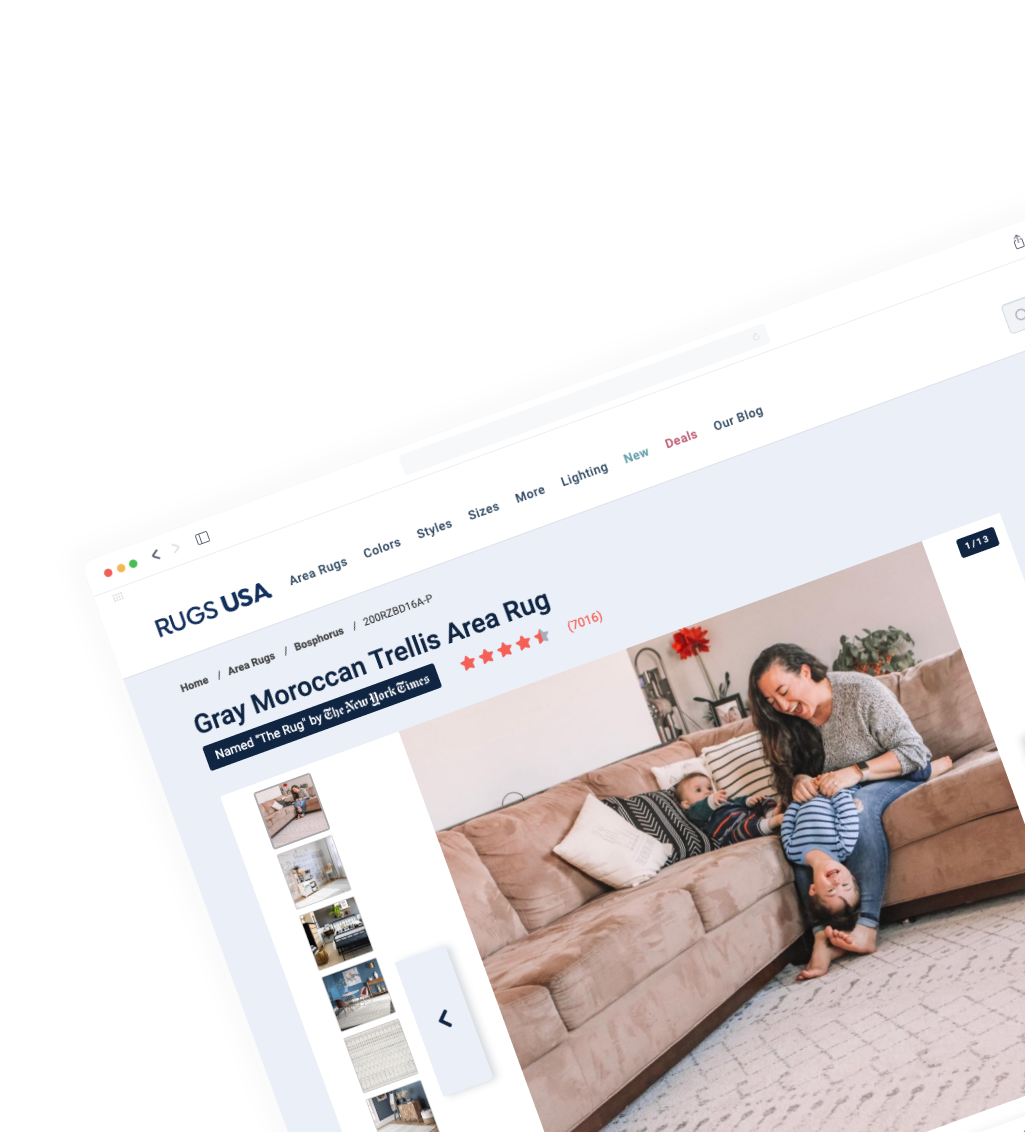 RUGS USA
Area Rugs Colors Styles Sizes More Lighting New Deals Our Blog
Home / Area Rugs / Bosphorus / 200RZBD16A-P
Gray Moroccan Trellis Area Rug
Named "The Rug" by The New York Times
(7016)
1/13